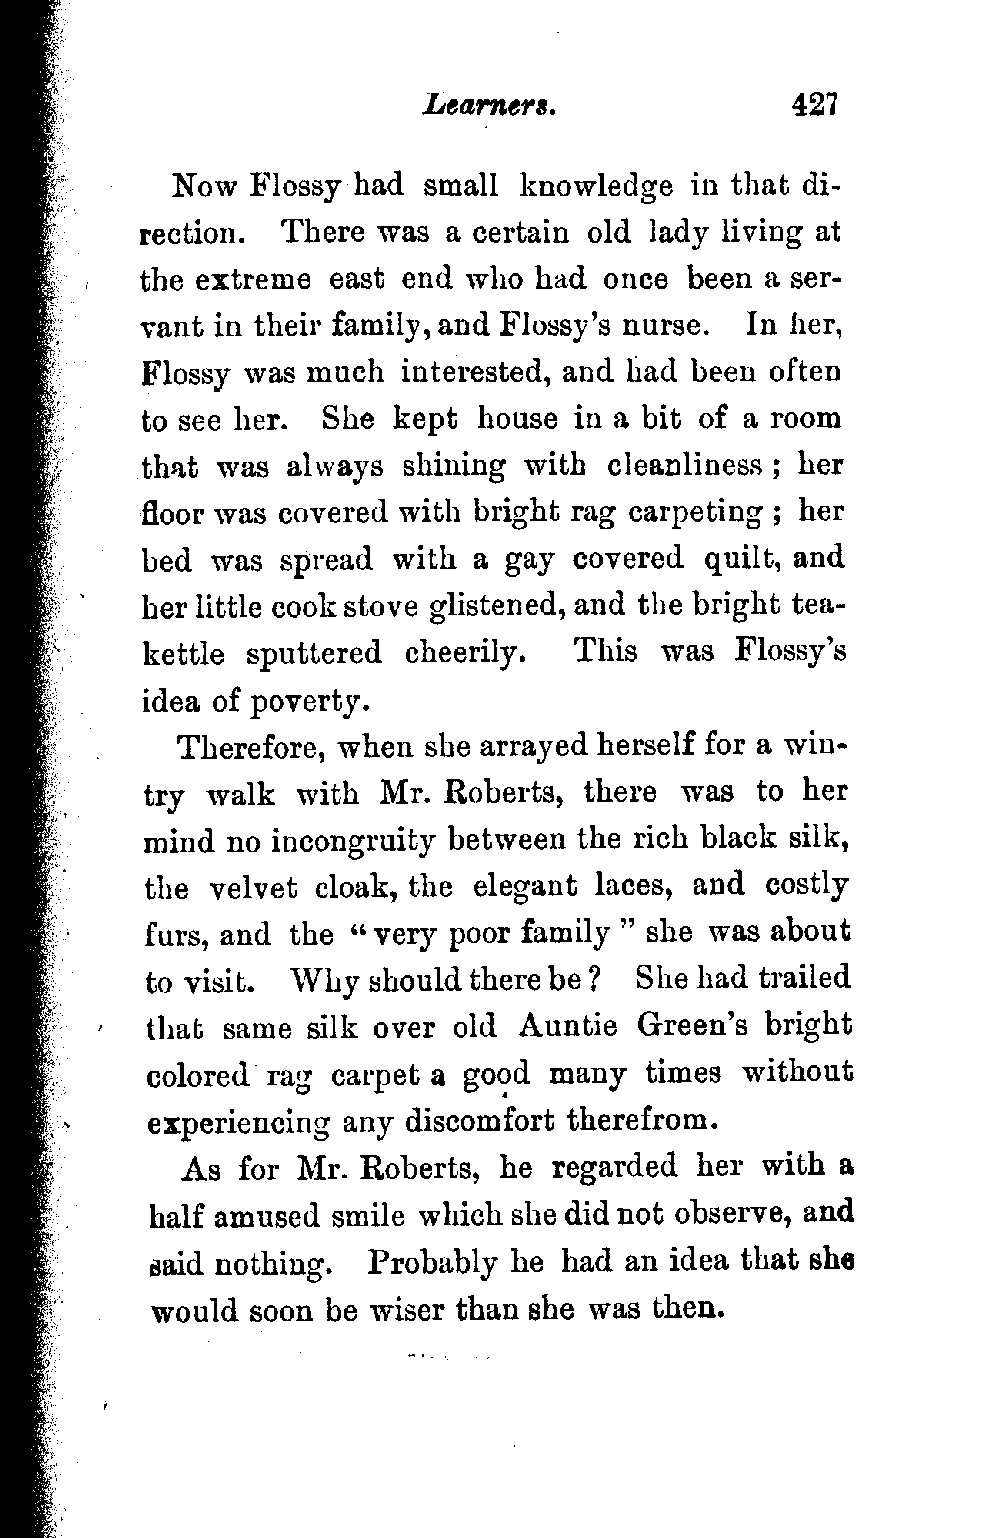 Learners. 427
Now Flossy had small knowledge in that di-
rection. There was a certain old lady living at
the extreme east end who had once been a ser-
vant in their family, and Flossy's nurse. In her,
Flossy was much interested, and had been often
to see her. She kept house in a bit of a room
that was always shining with cleanliness ; her
floor was covered with bright rag carpeting ; her
bed was spread with a gay covered quilt, and
her little cook stove glistened, and the bright tea-
kettle sputtered cheerily. This was Flossy's
idea of poverty.
Therefore, when she arrayed herself for a win-
try walk with Mr. Roberts, there was to her
mind no incongruity between the rich black silk,
the velvet cloak, the elegant laces, and costly
furs, and the “ very poor family ” she was about
to visit. Why should there be ? She had trailed
that same silk over old Auntie Green's bright
colored rag carpet a good many times without
experiencing any discomfort therefrom.
As for Mr. Roberts, he regarded her with a
half amused smile which she did not observe, and
said nothing. Probably he had an idea that she
would soon be wiser than she was then.